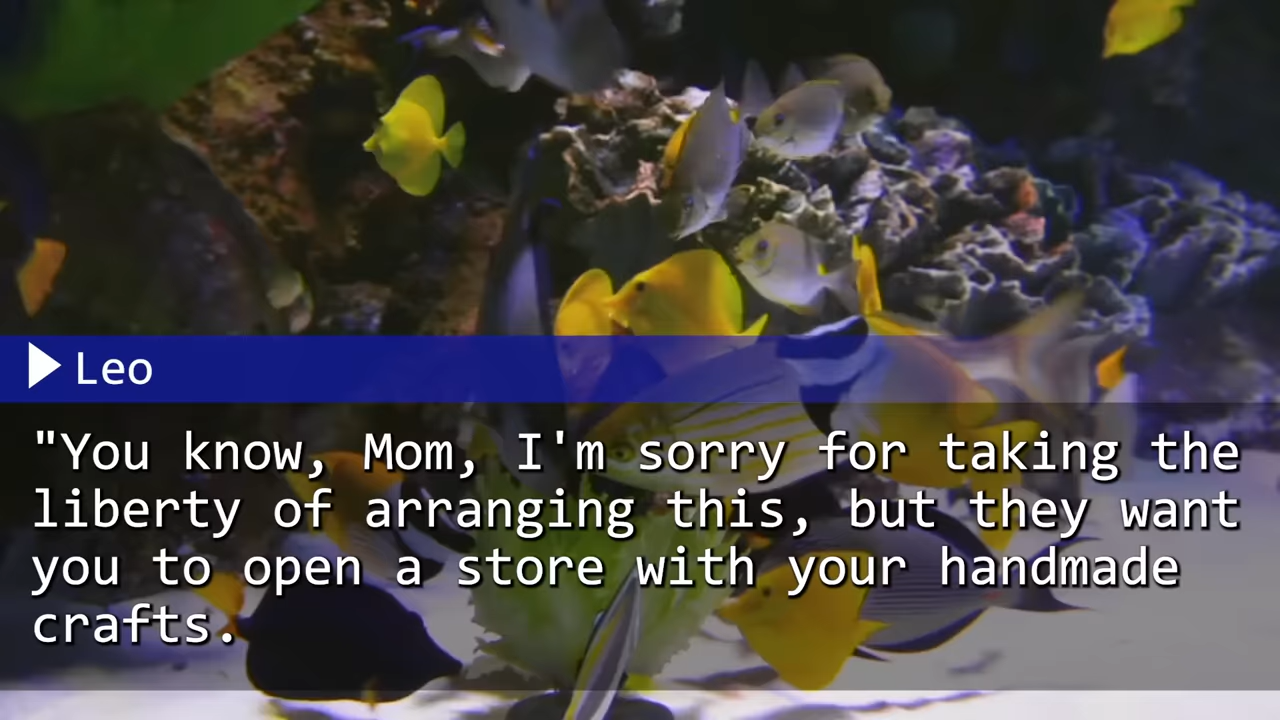 Leo
"You know, Mom, I'm sorry for taking the
liberty of arranging this, but they want
you to open a store with your handmade
crafts.